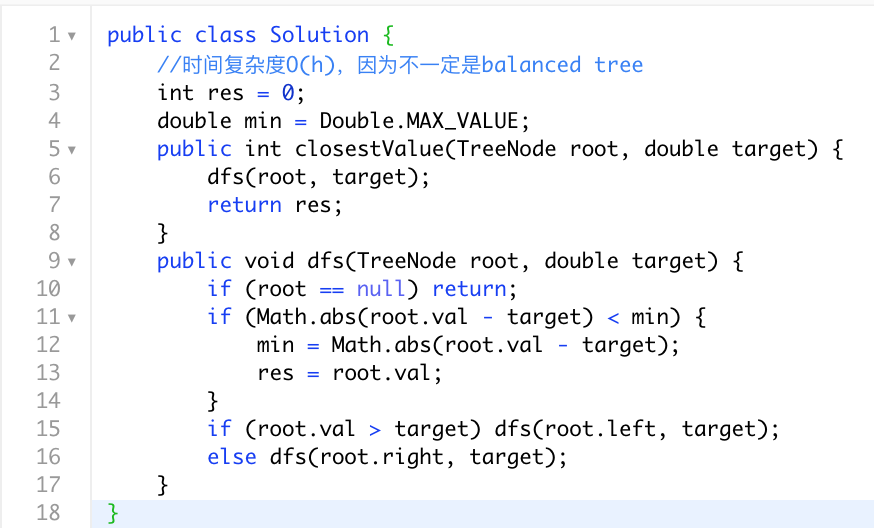 1 public class Solution {
2 //时间复杂度O(h)，因为不一定是balanced tree
3 int res = 0;
4 double min = Double.MAX_VALUE;
5 public int closestValue(TreeNode root, double target) {
6 dfs(root, target);
7 return res;
8 }
9 public void dfs(TreeNode root, double target) {
10 if (root == null) return;
11 if (Math.abs(root.val - target) < min) {
12 min = Math.abs(root.val - target);
13 res = root.val;
14 }
15 if (root.val > target) dfs(root.left, target);
16 else dfs(root.right, target);
17 }
18 }